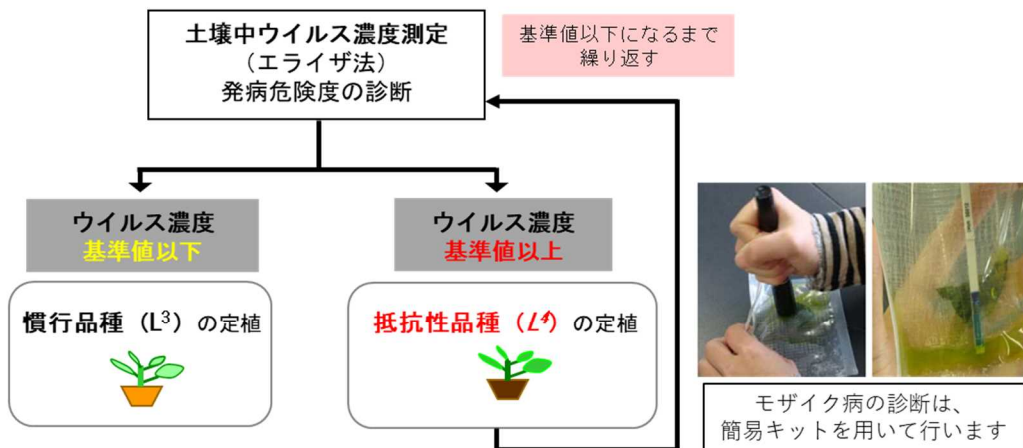 土壌中ウイルス濃度測定
（エライザ法）
発病危険度の診断
基準値以下になるまで
繰り返す
ウイルス濃度
基準値以下
ウイルス濃度
基準値以上
慣行品種（L³）の定植
抵抗性品種（L⁴）の定植
モザイク病の診断は、
簡易キットを用いて行います